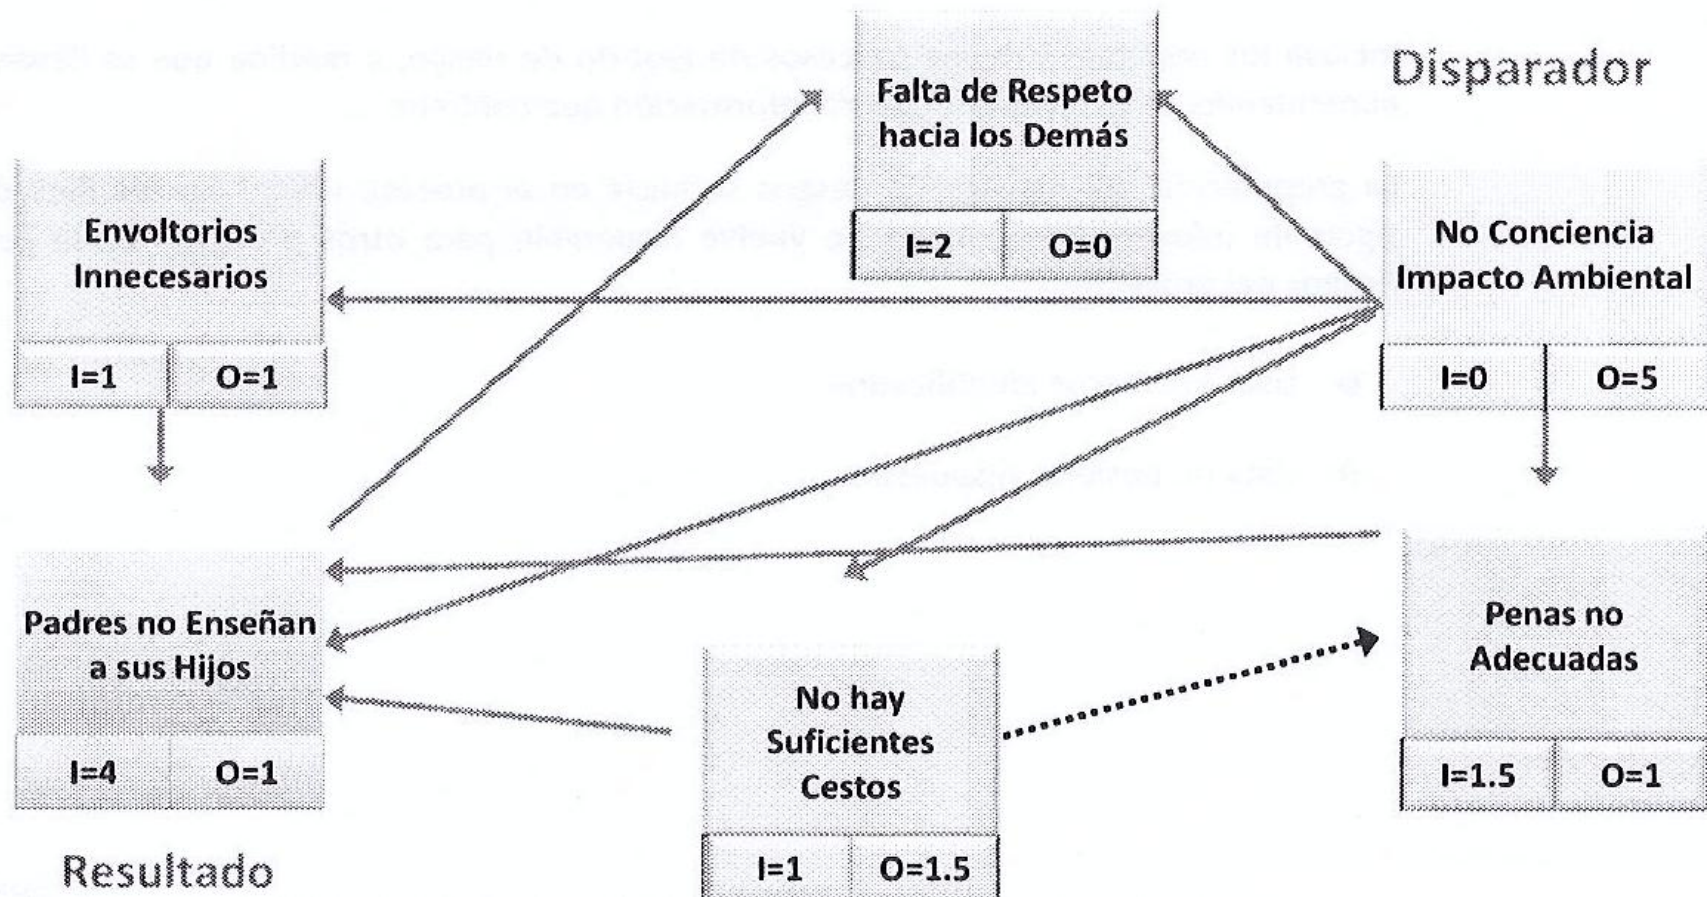 Disparador
Falta de Respeto
hacia los Demás
I=2 O=0
Envoltorios
Innecesarios
I=1 O=1
No Conciencia
Impacto Ambiental
I=0 O=5
Padres no Enseñan
a sus Hijos
I=4 O=1
Resultado
No hay
Suficientes
Cestos
I=1 O=1.5
Penas no
Adecuadas
I=1.5 O=1